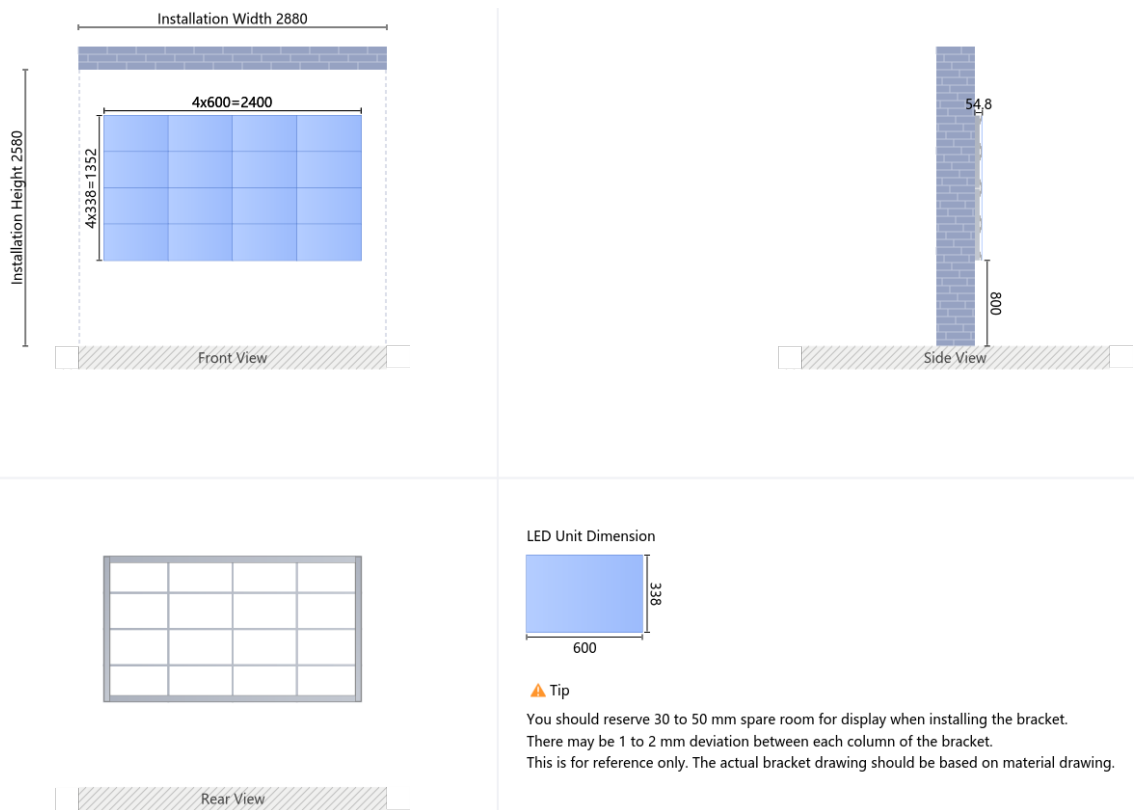 Installation Width 2880
Installation Height 2580
4x600=2400
4x338=1352
Front View
54.8
800
Side View
Rear View
LED Unit Dimension
338
600
Tip
You should reserve 30 to 50 mm spare room for display when installing the bracket.
There may be 1 to 2 mm deviation between each column of the bracket.
This is for reference only. The actual bracket drawing should be based on material drawing.